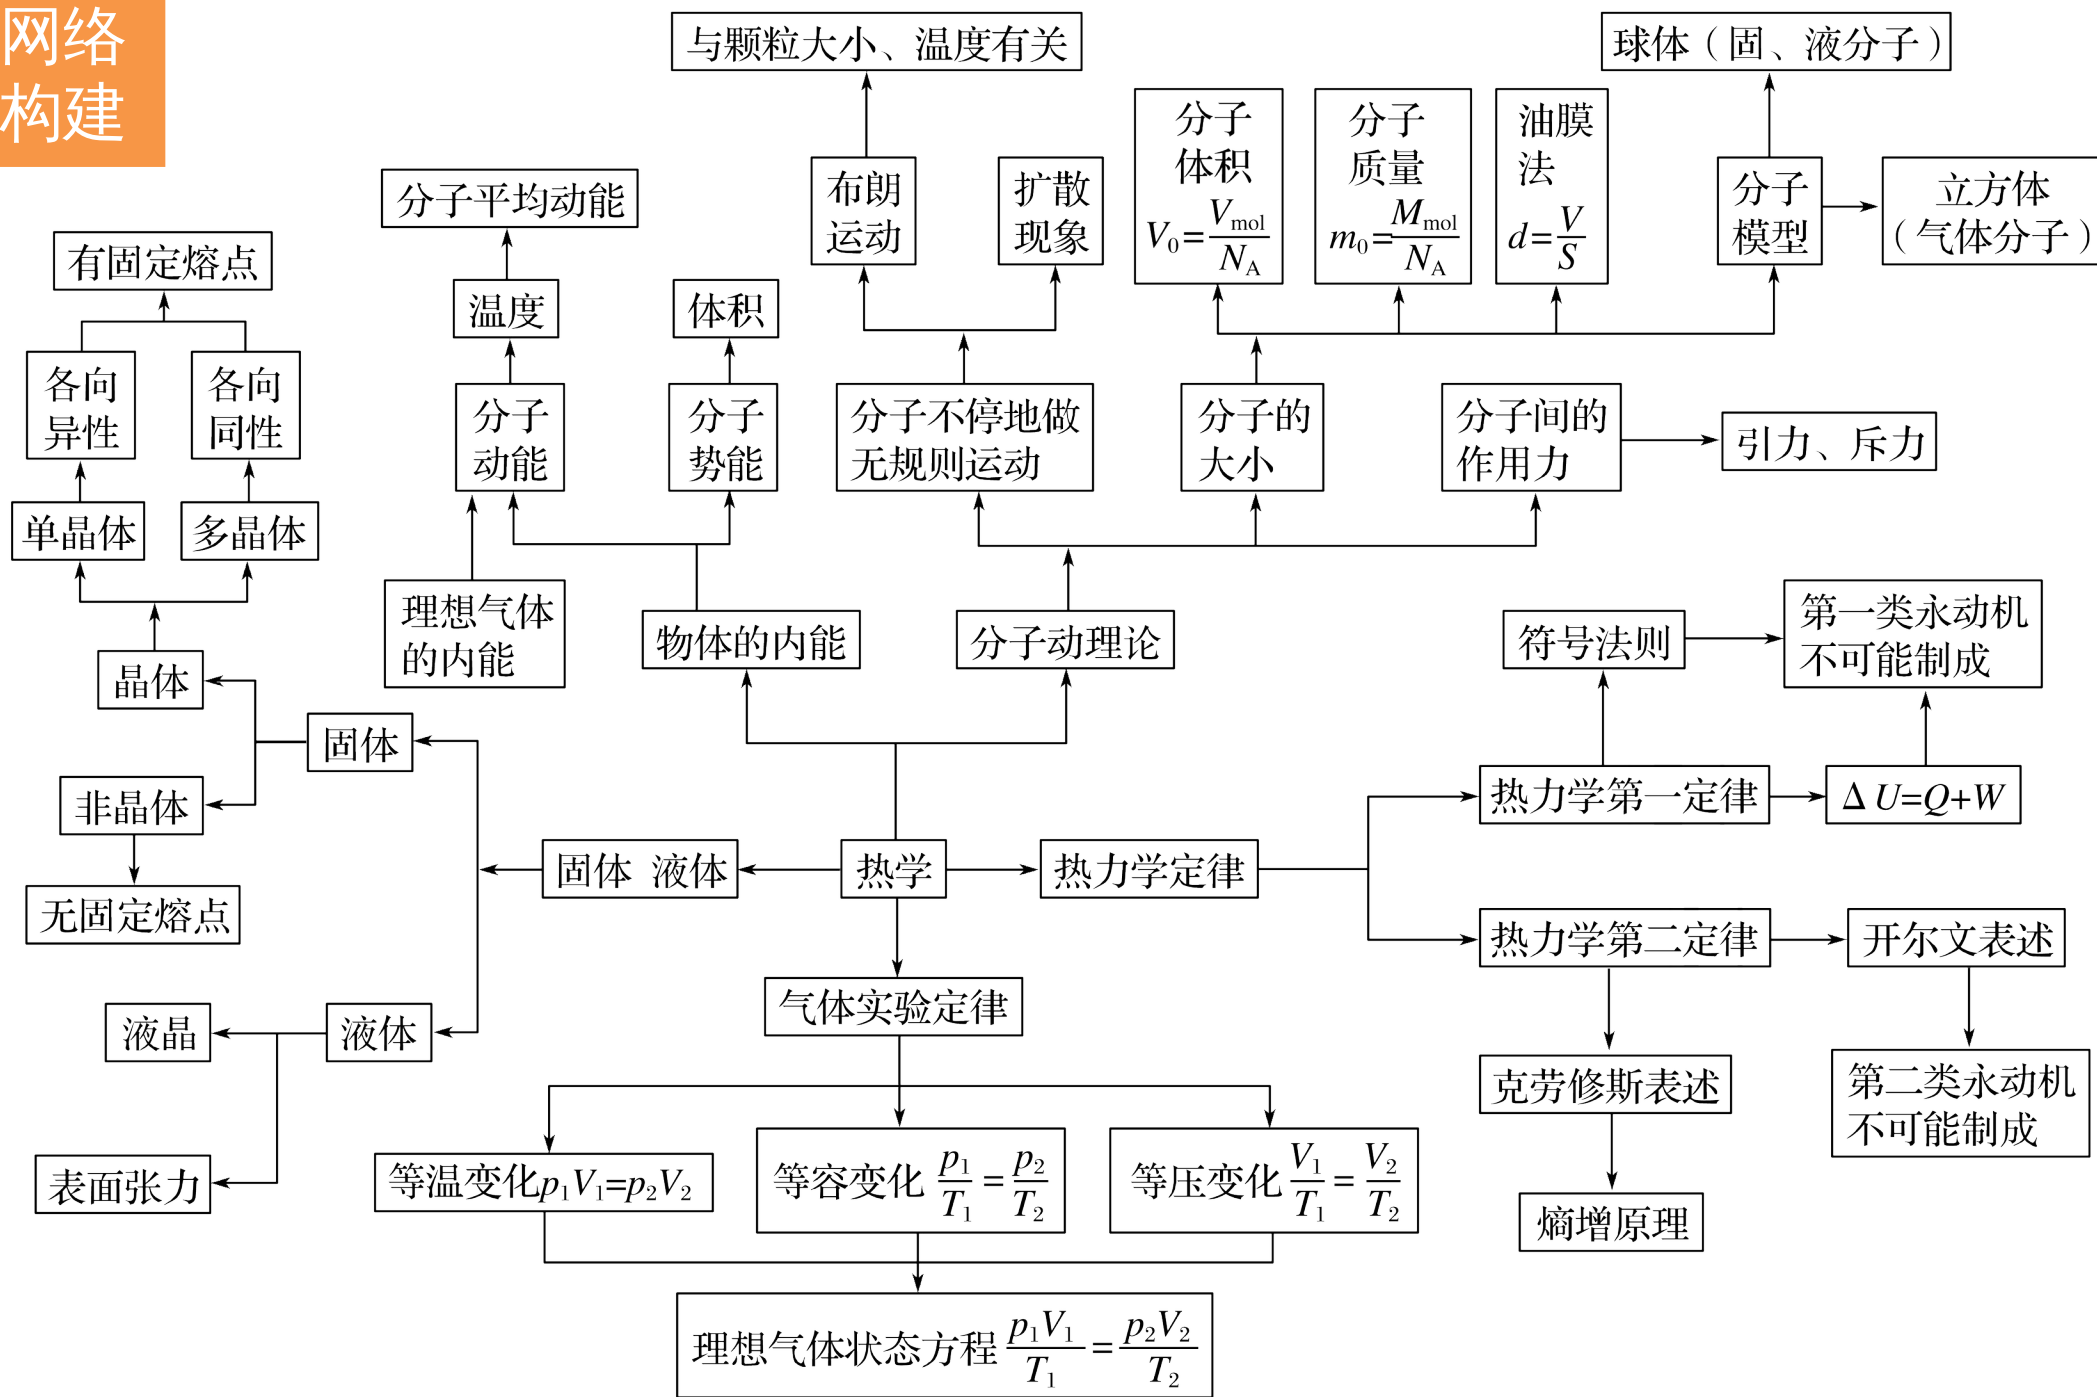 网络
构建
与颗粒大小、温度有关
球体（固、液分子）
分子
体积
V₀=V_mol/N_A
分子
质量
m₀=M_mol/N_A
油膜
法
d=V/S
分子
模型
立方体
（气体分子）
布朗
运动
扩散
现象
分子平均动能
有固定熔点
温度
体积
各向
异性
各向
同性
分子
动能
分子
势能
分子不停地做
无规则运动
分子的
大小
分子间的
作用力
引力、斥力
单晶体
多晶体
理想气体
的内能
物体的内能
分子动理论
符号法则
第一类永动机
不可能制成
晶体
固体
非晶体
热力学第一定律
ΔU=Q+W
无固定熔点
固体 液体
热学
热力学定律
热力学第二定律
开尔文表述
液晶
液体
气体实验定律
克劳修斯表述
第二类永动机
不可能制成
表面张力
等温变化p₁V₁=p₂V₂
等容变化 p₁/T₁=p₂/T₂
等压变化 V₁/T₁=V₂/T₂
熵增原理
理想气体状态方程 p₁V₁/T₁=p₂V₂/T₂